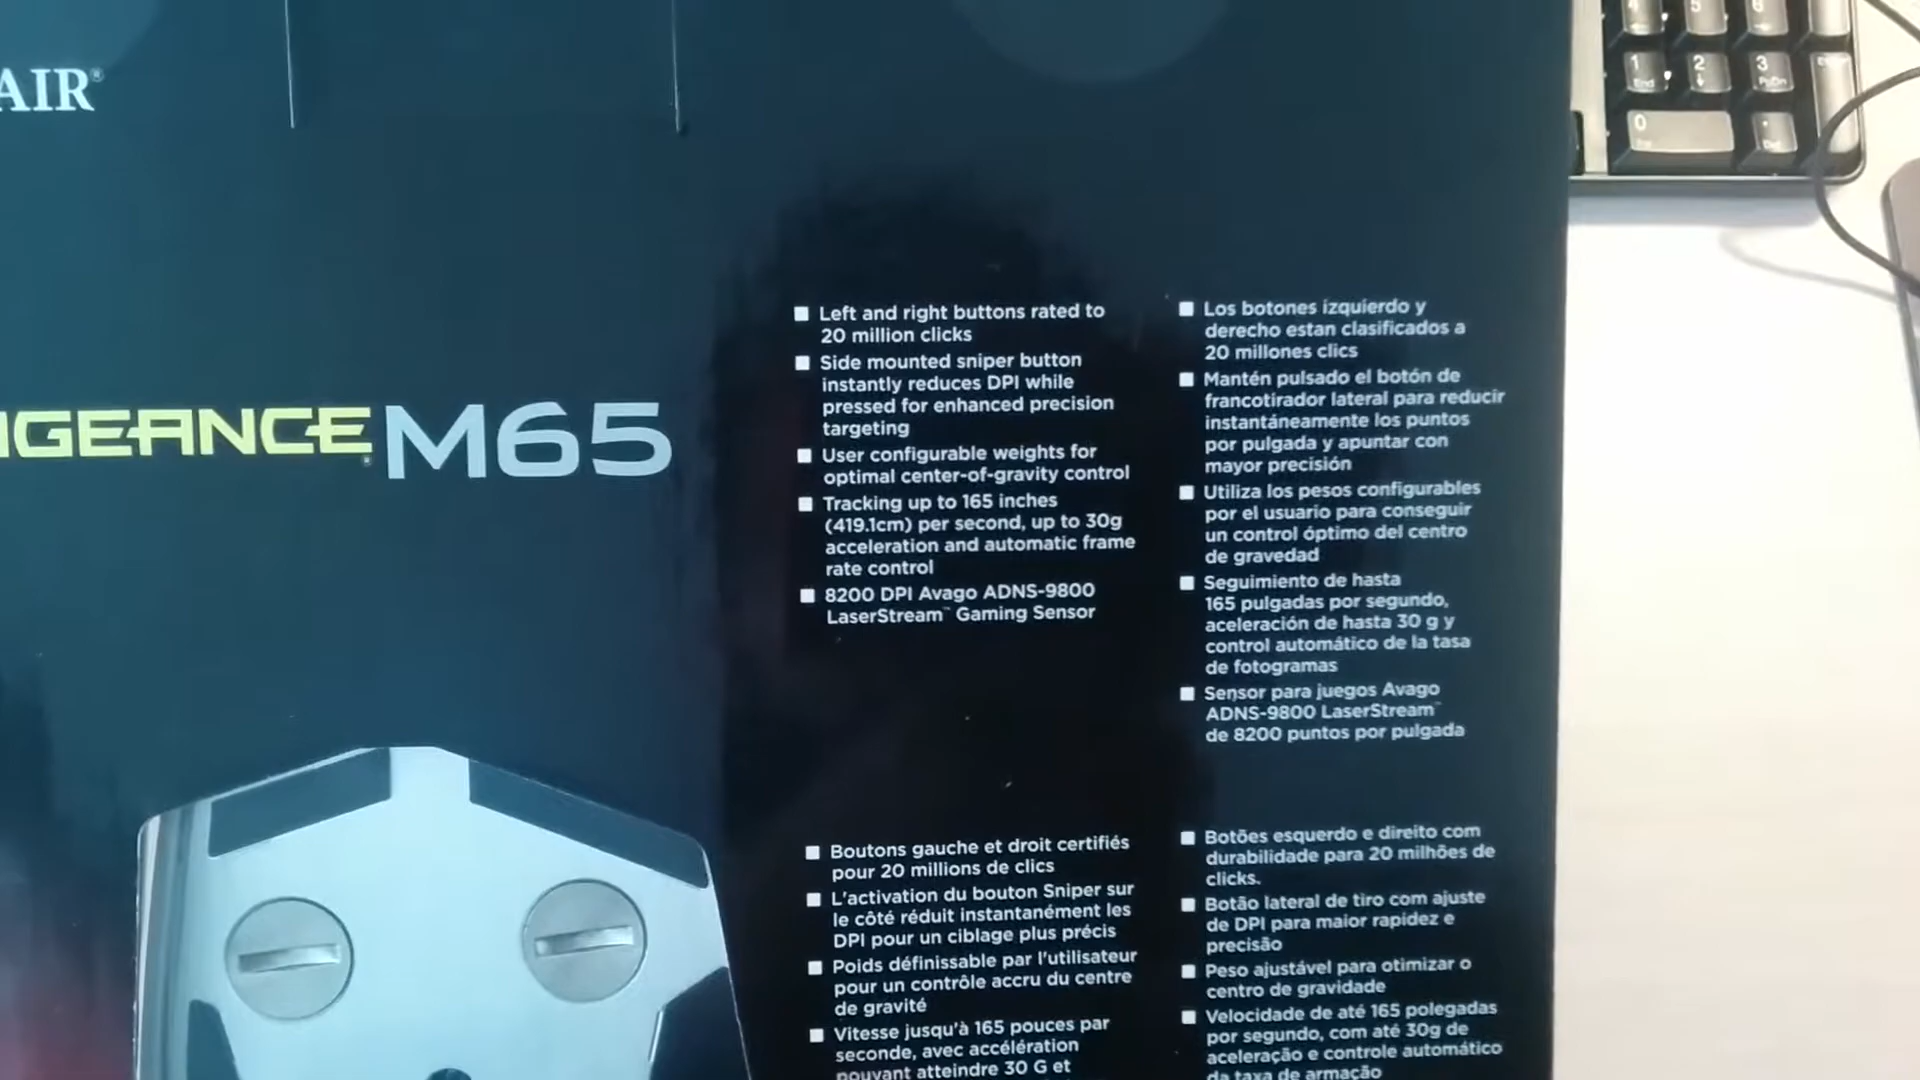 AIR®
GEANCE M65
Left and right buttons rated to
20 million clicks
Side mounted sniper button
instantly reduces DPI while
pressed for enhanced precision
targeting
User configurable weights for
optimal center-of-gravity control
Tracking up to 165 inches
(419.1cm) per second, up to 30g
acceleration and automatic frame
rate control
8200 DPI Avago ADNS-9800
LaserStream™ Gaming Sensor
Los botones izquierdo y
derecho estan clasificados a
20 millones clics
Mantén pulsado el botón de
francotirador lateral para reducir
instantáneamente los puntos
por pulgada y apuntar con
mayor precisión
Utiliza los pesos configurables
por el usuario para conseguir
un control óptimo del centro
de gravedad
Seguimiento de hasta
165 pulgadas por segundo,
aceleración de hasta 30 g y
control automático de la tasa
de fotogramas
Sensor para juegos Avago
ADNS-9800 LaserStream™
de 8200 puntos por pulgada
Boutons gauche et droit certifiés
pour 20 millions de clics
L'activation du bouton Sniper sur
le côté réduit instantanément les
DPI pour un ciblage plus précis
Poids définissable par l'utilisateur
pour un contrôle accru du centre
de gravité
Vitesse jusqu'à 165 pouces par
seconde, avec accélération
pouvant atteindre 30 G et
Botões esquerdo e direito com
durabilidade para 20 milhões de
clicks.
Botão lateral de tiro com ajuste
de DPI para maior rapidez e
precisão
Peso ajustável para otimizar o
centro de gravidade
Velocidade de até 165 polegadas
por segundo, com até 30g de
aceleração e controle automático
da taxa de armação
4 5 6
1 2 3
End PgDn
0 .
Del